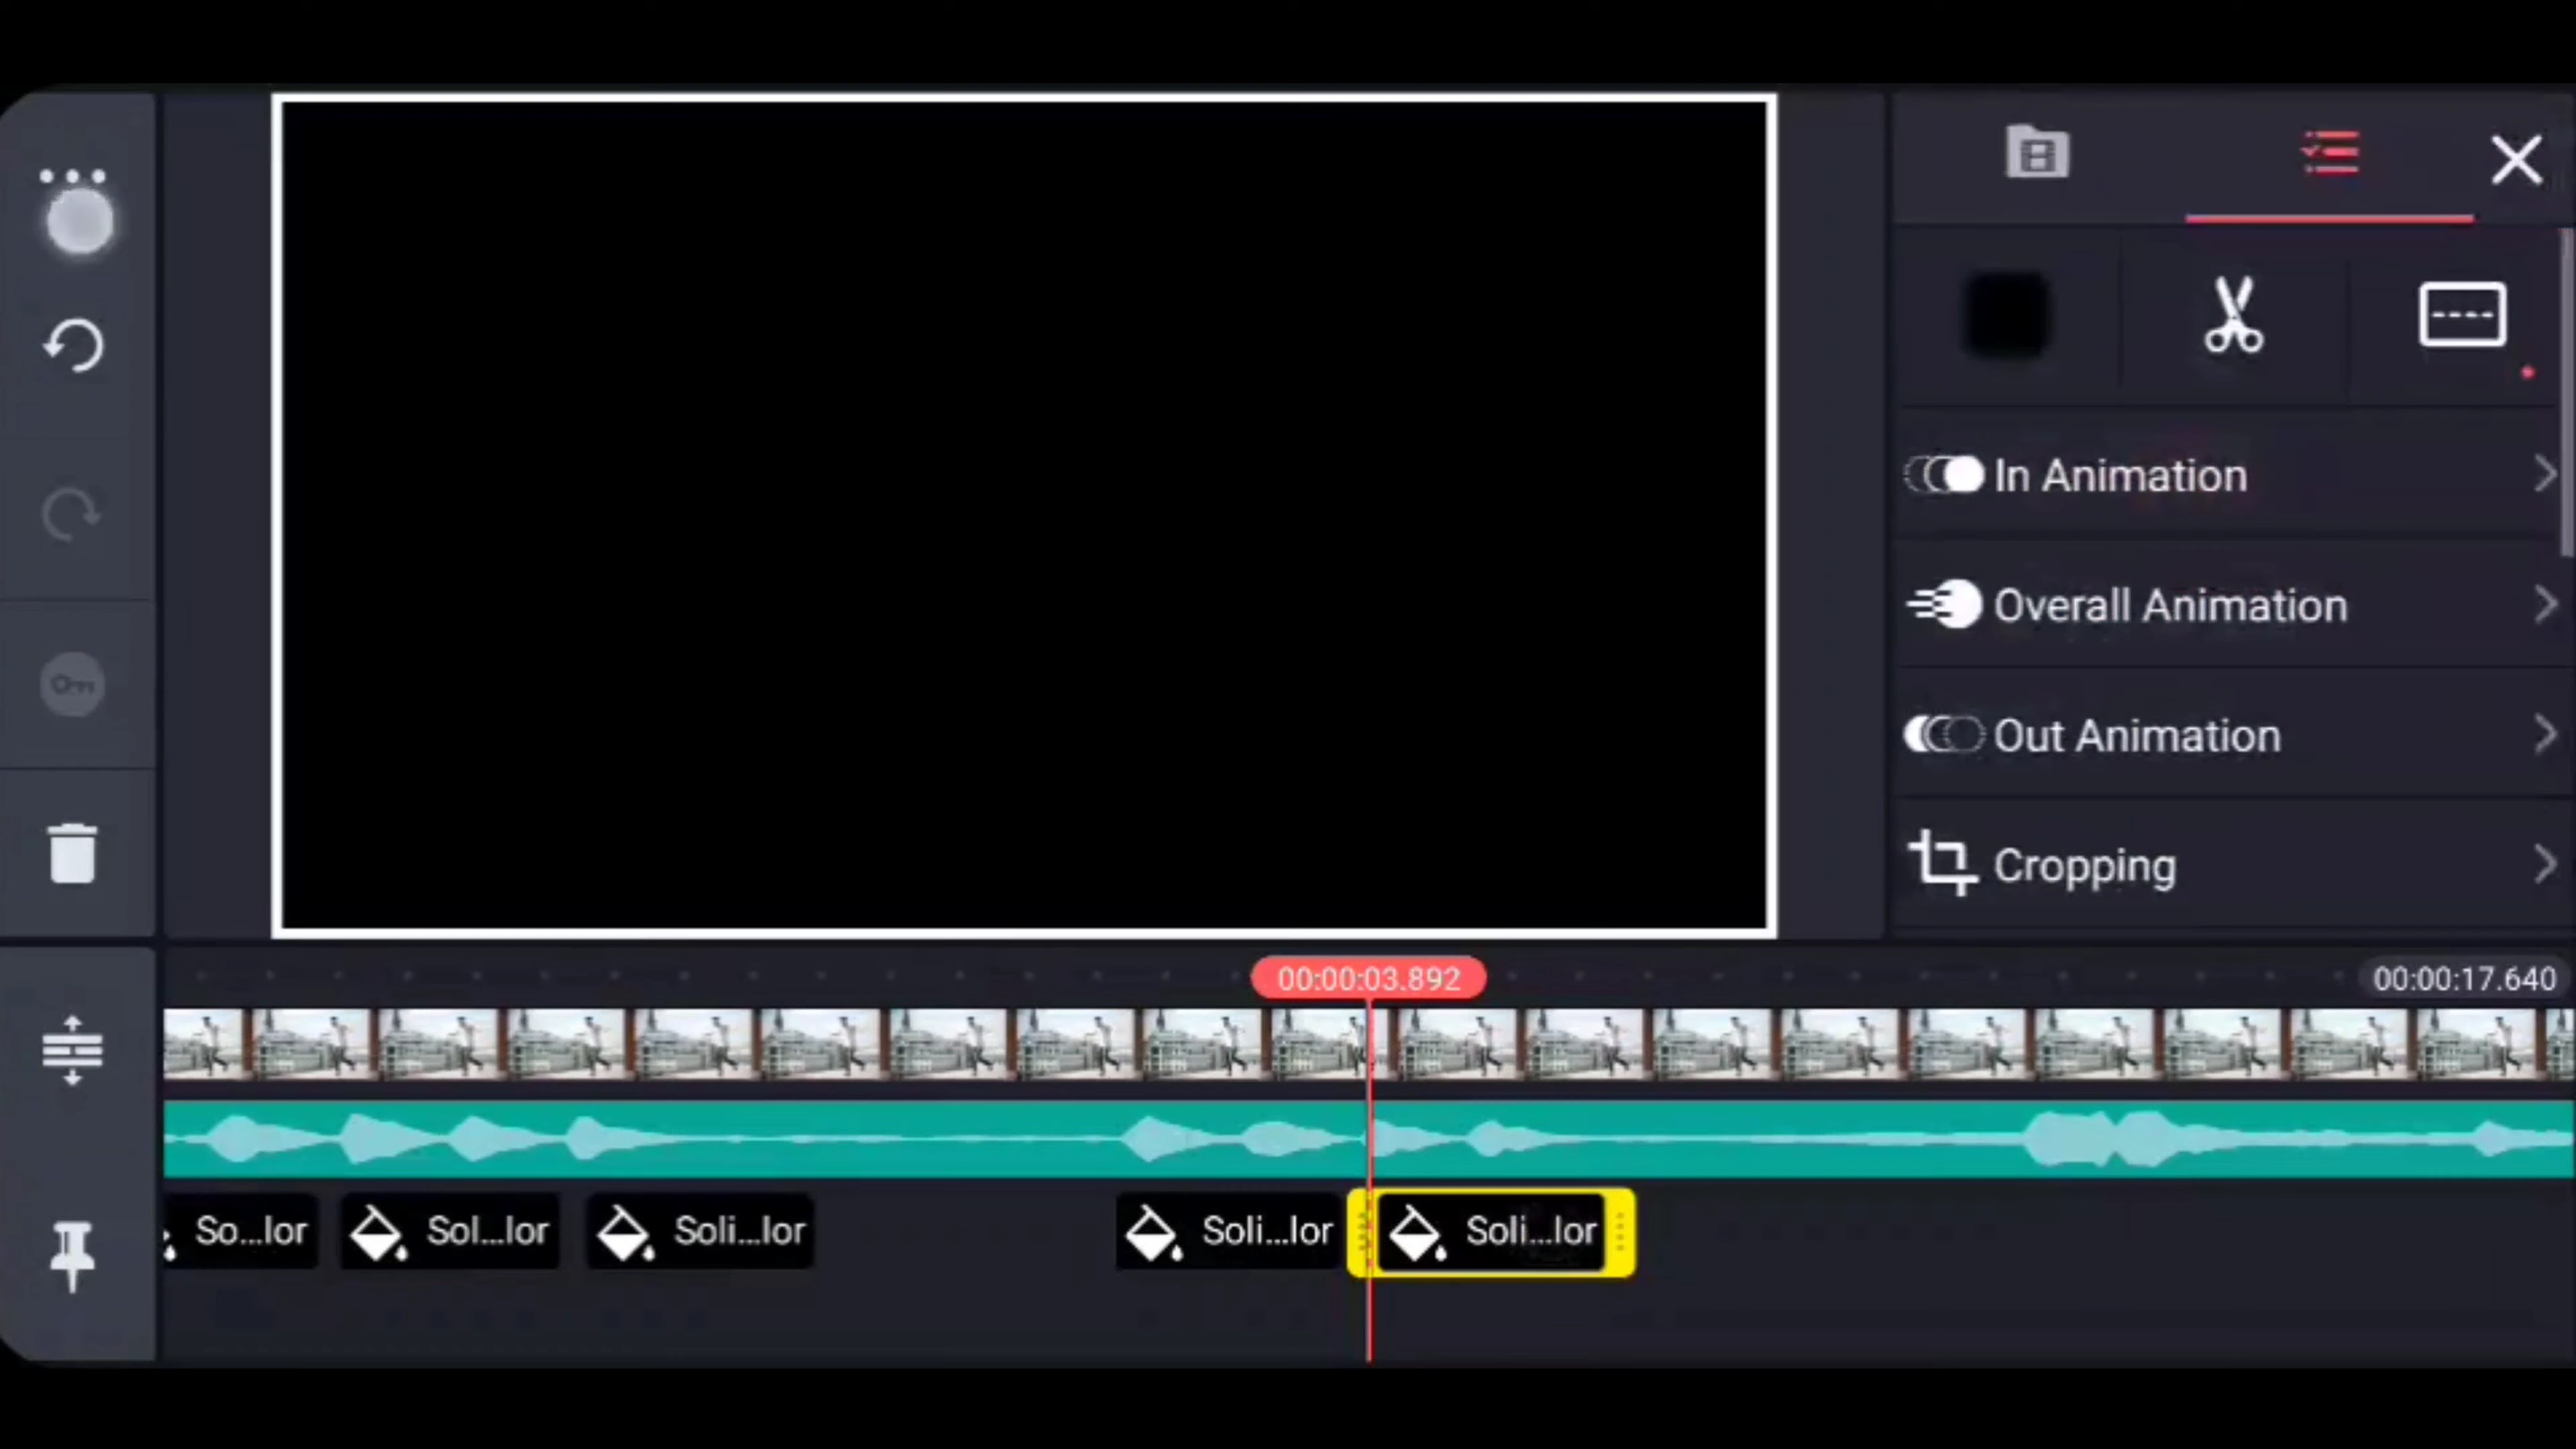 In Animation
Overall Animation
Out Animation
Cropping
00:00:03.892
00:00:17.640
So...lor
Sol...lor
Soli...lor
Soli...lor
Soli...lor